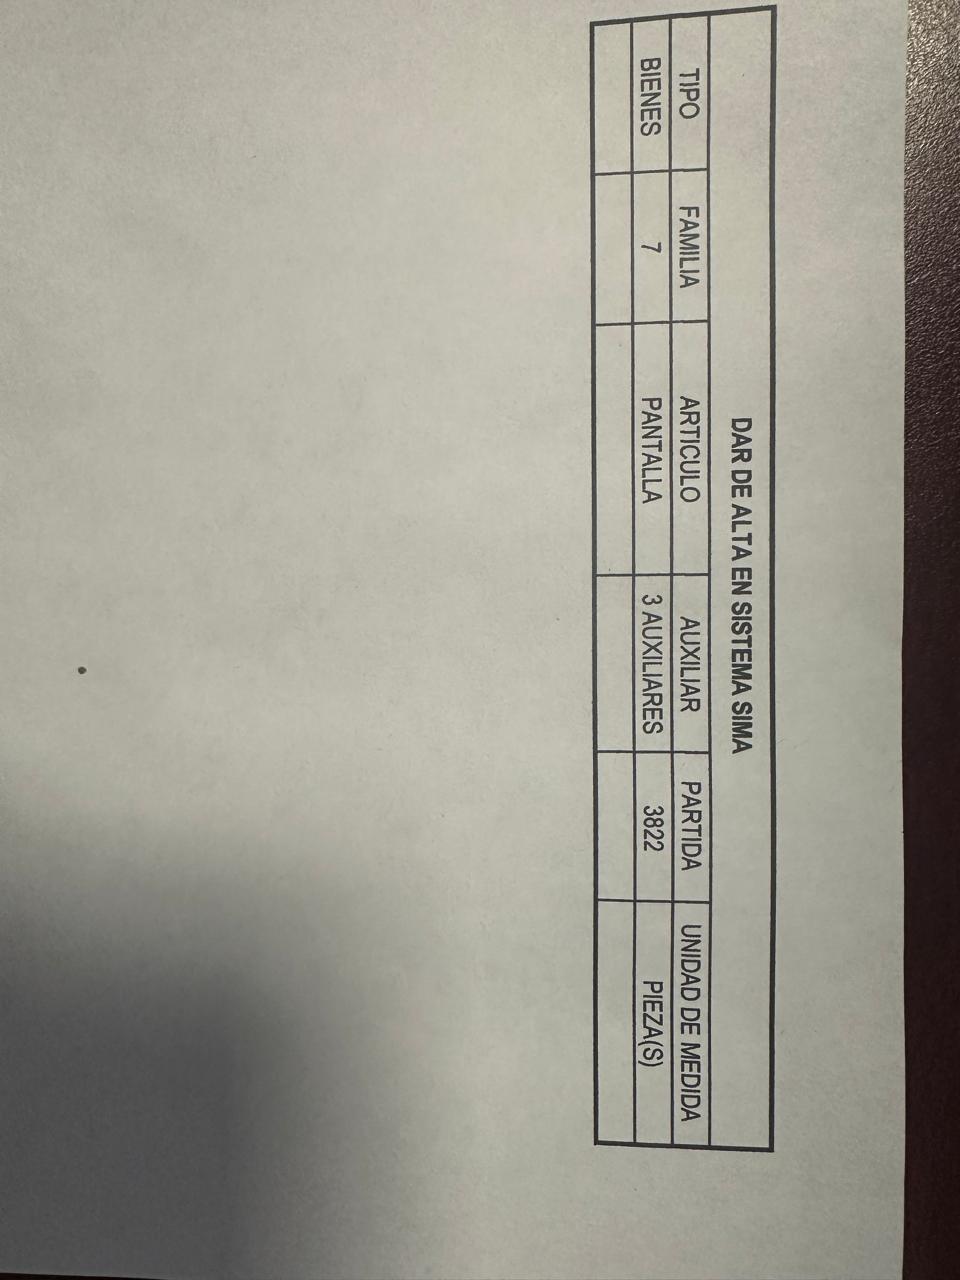 DAR DE ALTA EN SISTEMA SIMA
TIPO FAMILIA ARTICULO AUXILIAR PARTIDA UNIDAD DE MEDIDA
BIENES 7 PANTALLA 3 AUXILIARES 3822 PIEZA(S)